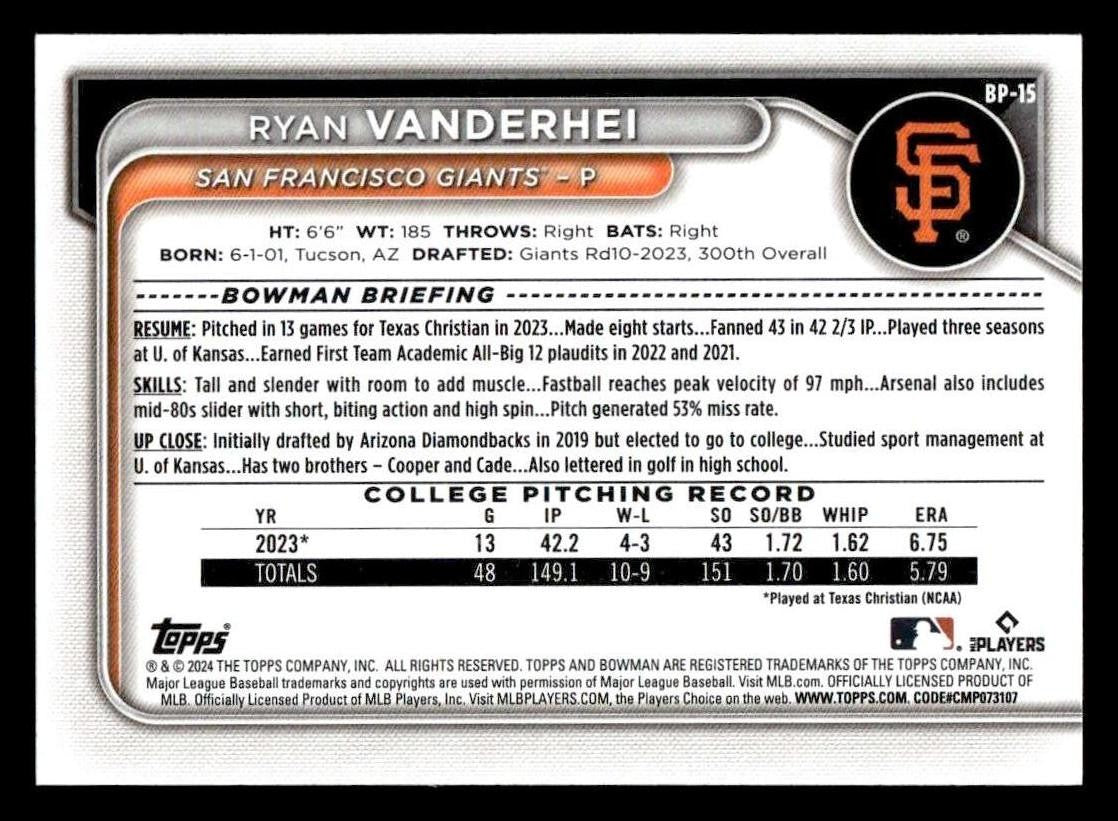 BP-15
RYAN VANDERHEI
SAN FRANCISCO GIANTS™ – P
SF®
HT: 6'6" WT: 185 THROWS: Right BATS: Right
BORN: 6-1-01, Tucson, AZ DRAFTED: Giants Rd10-2023, 300th Overall
BOWMAN BRIEFING
RESUME: Pitched in 13 games for Texas Christian in 2023...Made eight starts...Fanned 43 in 42 2/3 IP...Played three seasons
at U. of Kansas...Earned First Team Academic All-Big 12 plaudits in 2022 and 2021.
SKILLS: Tall and slender with room to add muscle...Fastball reaches peak velocity of 97 mph...Arsenal also includes
mid-80s slider with short, biting action and high spin...Pitch generated 53% miss rate.
UP CLOSE: Initially drafted by Arizona Diamondbacks in 2019 but elected to go to college...Studied sport management at
U. of Kansas...Has two brothers – Cooper and Cade...Also lettered in golf in high school.
COLLEGE PITCHING RECORD
YR G IP W-L SO SO/BB WHIP ERA
2023* 13 42.2 4-3 43 1.72 1.62 6.75
TOTALS 48 149.1 10-9 151 1.70 1.60 5.79
*Played at Texas Christian (NCAA)
Topps®
MLB PLAYERS
® & © 2024 THE TOPPS COMPANY, INC. ALL RIGHTS RESERVED. TOPPS AND BOWMAN ARE REGISTERED TRADEMARKS OF THE TOPPS COMPANY, INC.
Major League Baseball trademarks and copyrights are used with permission of Major League Baseball. Visit MLB.com. OFFICIALLY LICENSED PRODUCT OF
MLB. Officially Licensed Product of MLB Players, Inc. Visit MLBPLAYERS.COM, the Players Choice on the web. WWW.TOPPS.COM. CODE#CMP073107